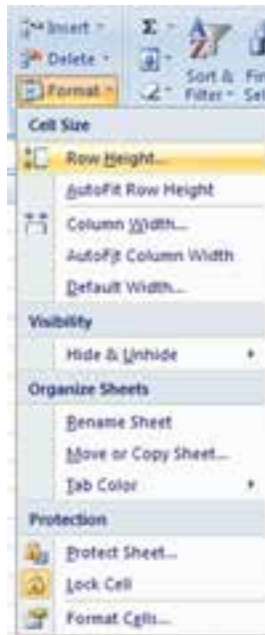 Insert
Σ
Delete
Format
Sort &
Filter
Cell Size
Row Height...
AutoFit Row Height
Column Width...
AutoFit Column Width
Default Width...
Visibility
Hide & Unhide
Organize Sheets
Rename Sheet
Move or Copy Sheet...
Tab Color
Protection
Protect Sheet...
Lock Cell
Format Cells...